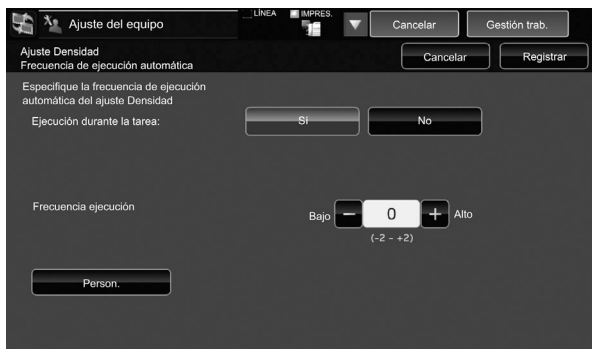 Ajuste del equipo
LÍNEA
IMPRES.
Cancelar
Gestión trab.
Ajuste Densidad
Frecuencia de ejecución automática
Cancelar
Registrar
Especifique la frecuencia de ejecución
automática del ajuste Densidad
Ejecución durante la tarea:
Sí
No
Frecuencia ejecución
Bajo
−
0
+
Alto
(-2 - +2)
Person.